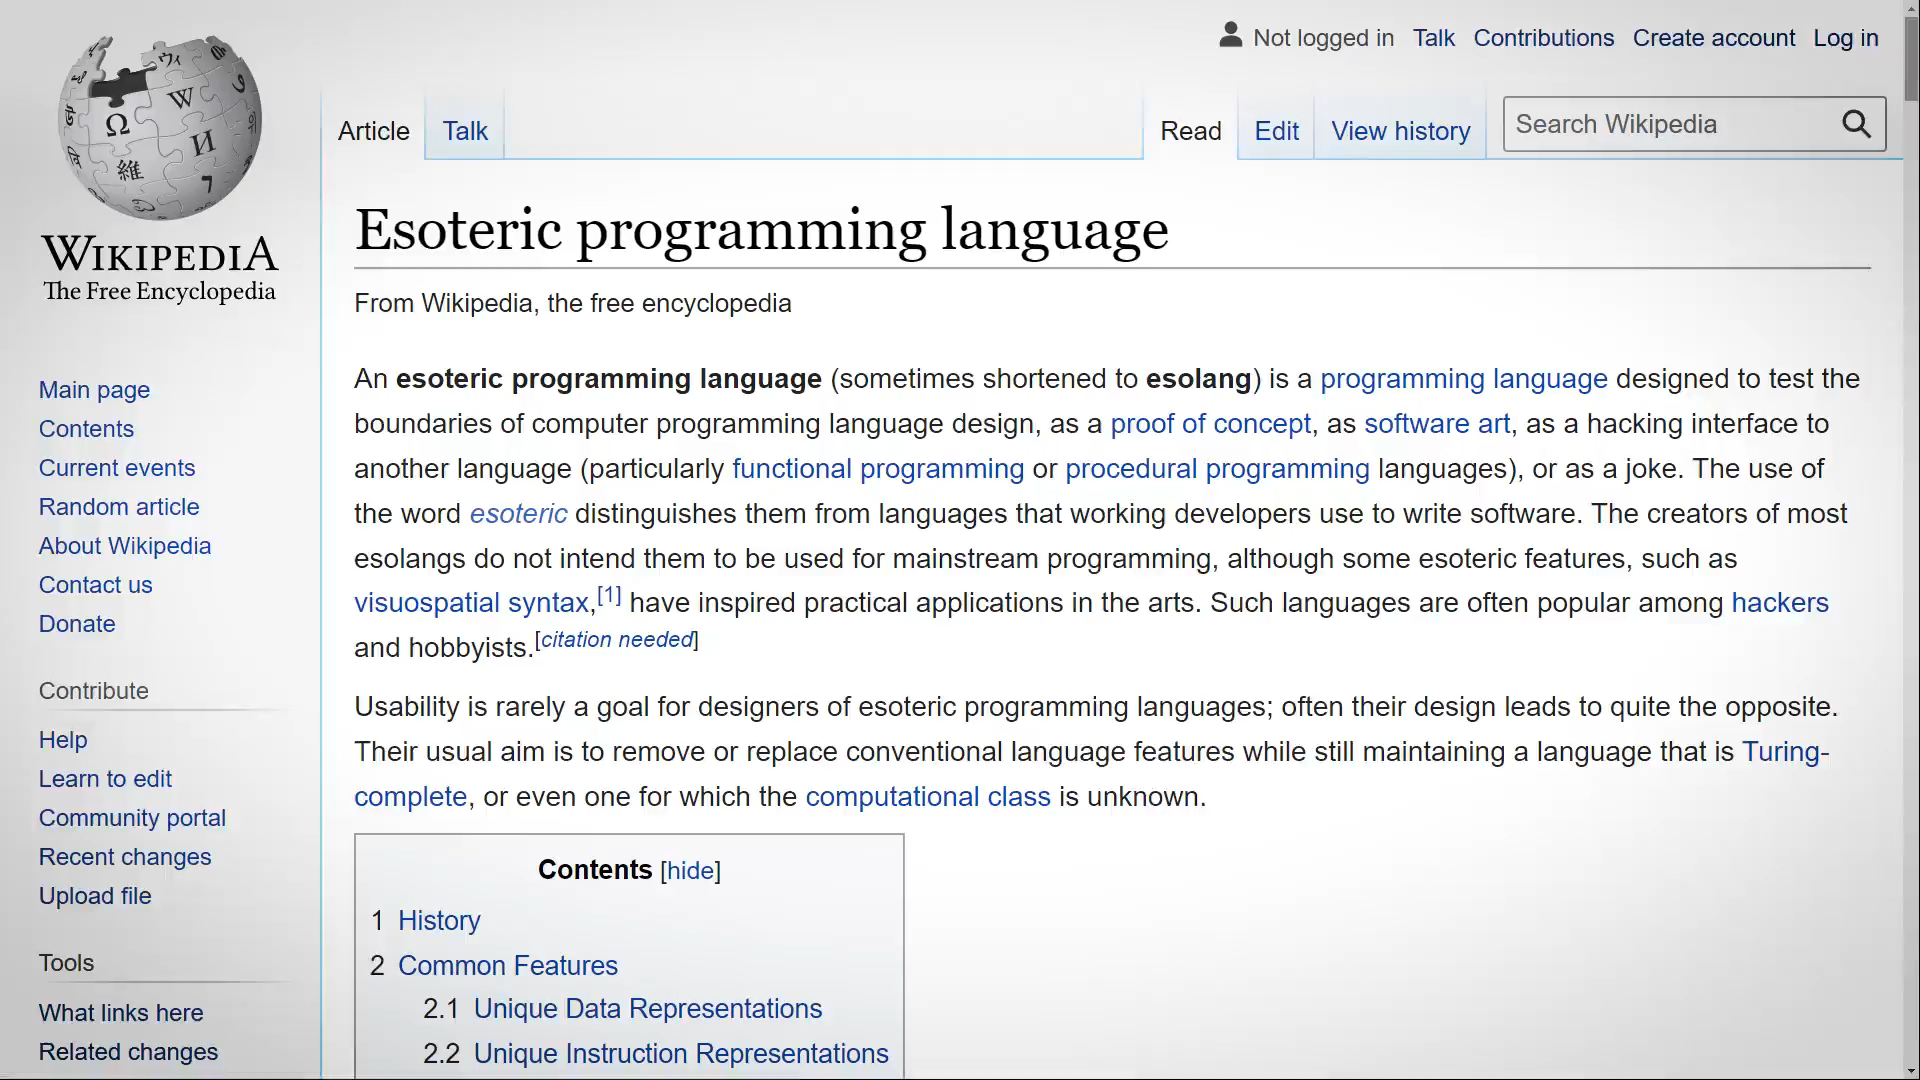 Not logged in Talk Contributions Create account Log in
Article Talk Read Edit View history Search Wikipedia
Ω W И 維 ウィ 7
WIKIPEDIA
The Free Encyclopedia
Main page
Contents
Current events
Random article
About Wikipedia
Contact us
Donate
Contribute
Help
Learn to edit
Community portal
Recent changes
Upload file
Tools
What links here
Related changes
Esoteric programming language
From Wikipedia, the free encyclopedia
An esoteric programming language (sometimes shortened to esolang) is a programming language designed to test the
boundaries of computer programming language design, as a proof of concept, as software art, as a hacking interface to
another language (particularly functional programming or procedural programming languages), or as a joke. The use of
the word esoteric distinguishes them from languages that working developers use to write software. The creators of most
esolangs do not intend them to be used for mainstream programming, although some esoteric features, such as
visuospatial syntax,[1] have inspired practical applications in the arts. Such languages are often popular among hackers
and hobbyists.[citation needed]
Usability is rarely a goal for designers of esoteric programming languages; often their design leads to quite the opposite.
Their usual aim is to remove or replace conventional language features while still maintaining a language that is Turing-
complete, or even one for which the computational class is unknown.
Contents [hide]
1 History
2 Common Features
2.1 Unique Data Representations
2.2 Unique Instruction Representations